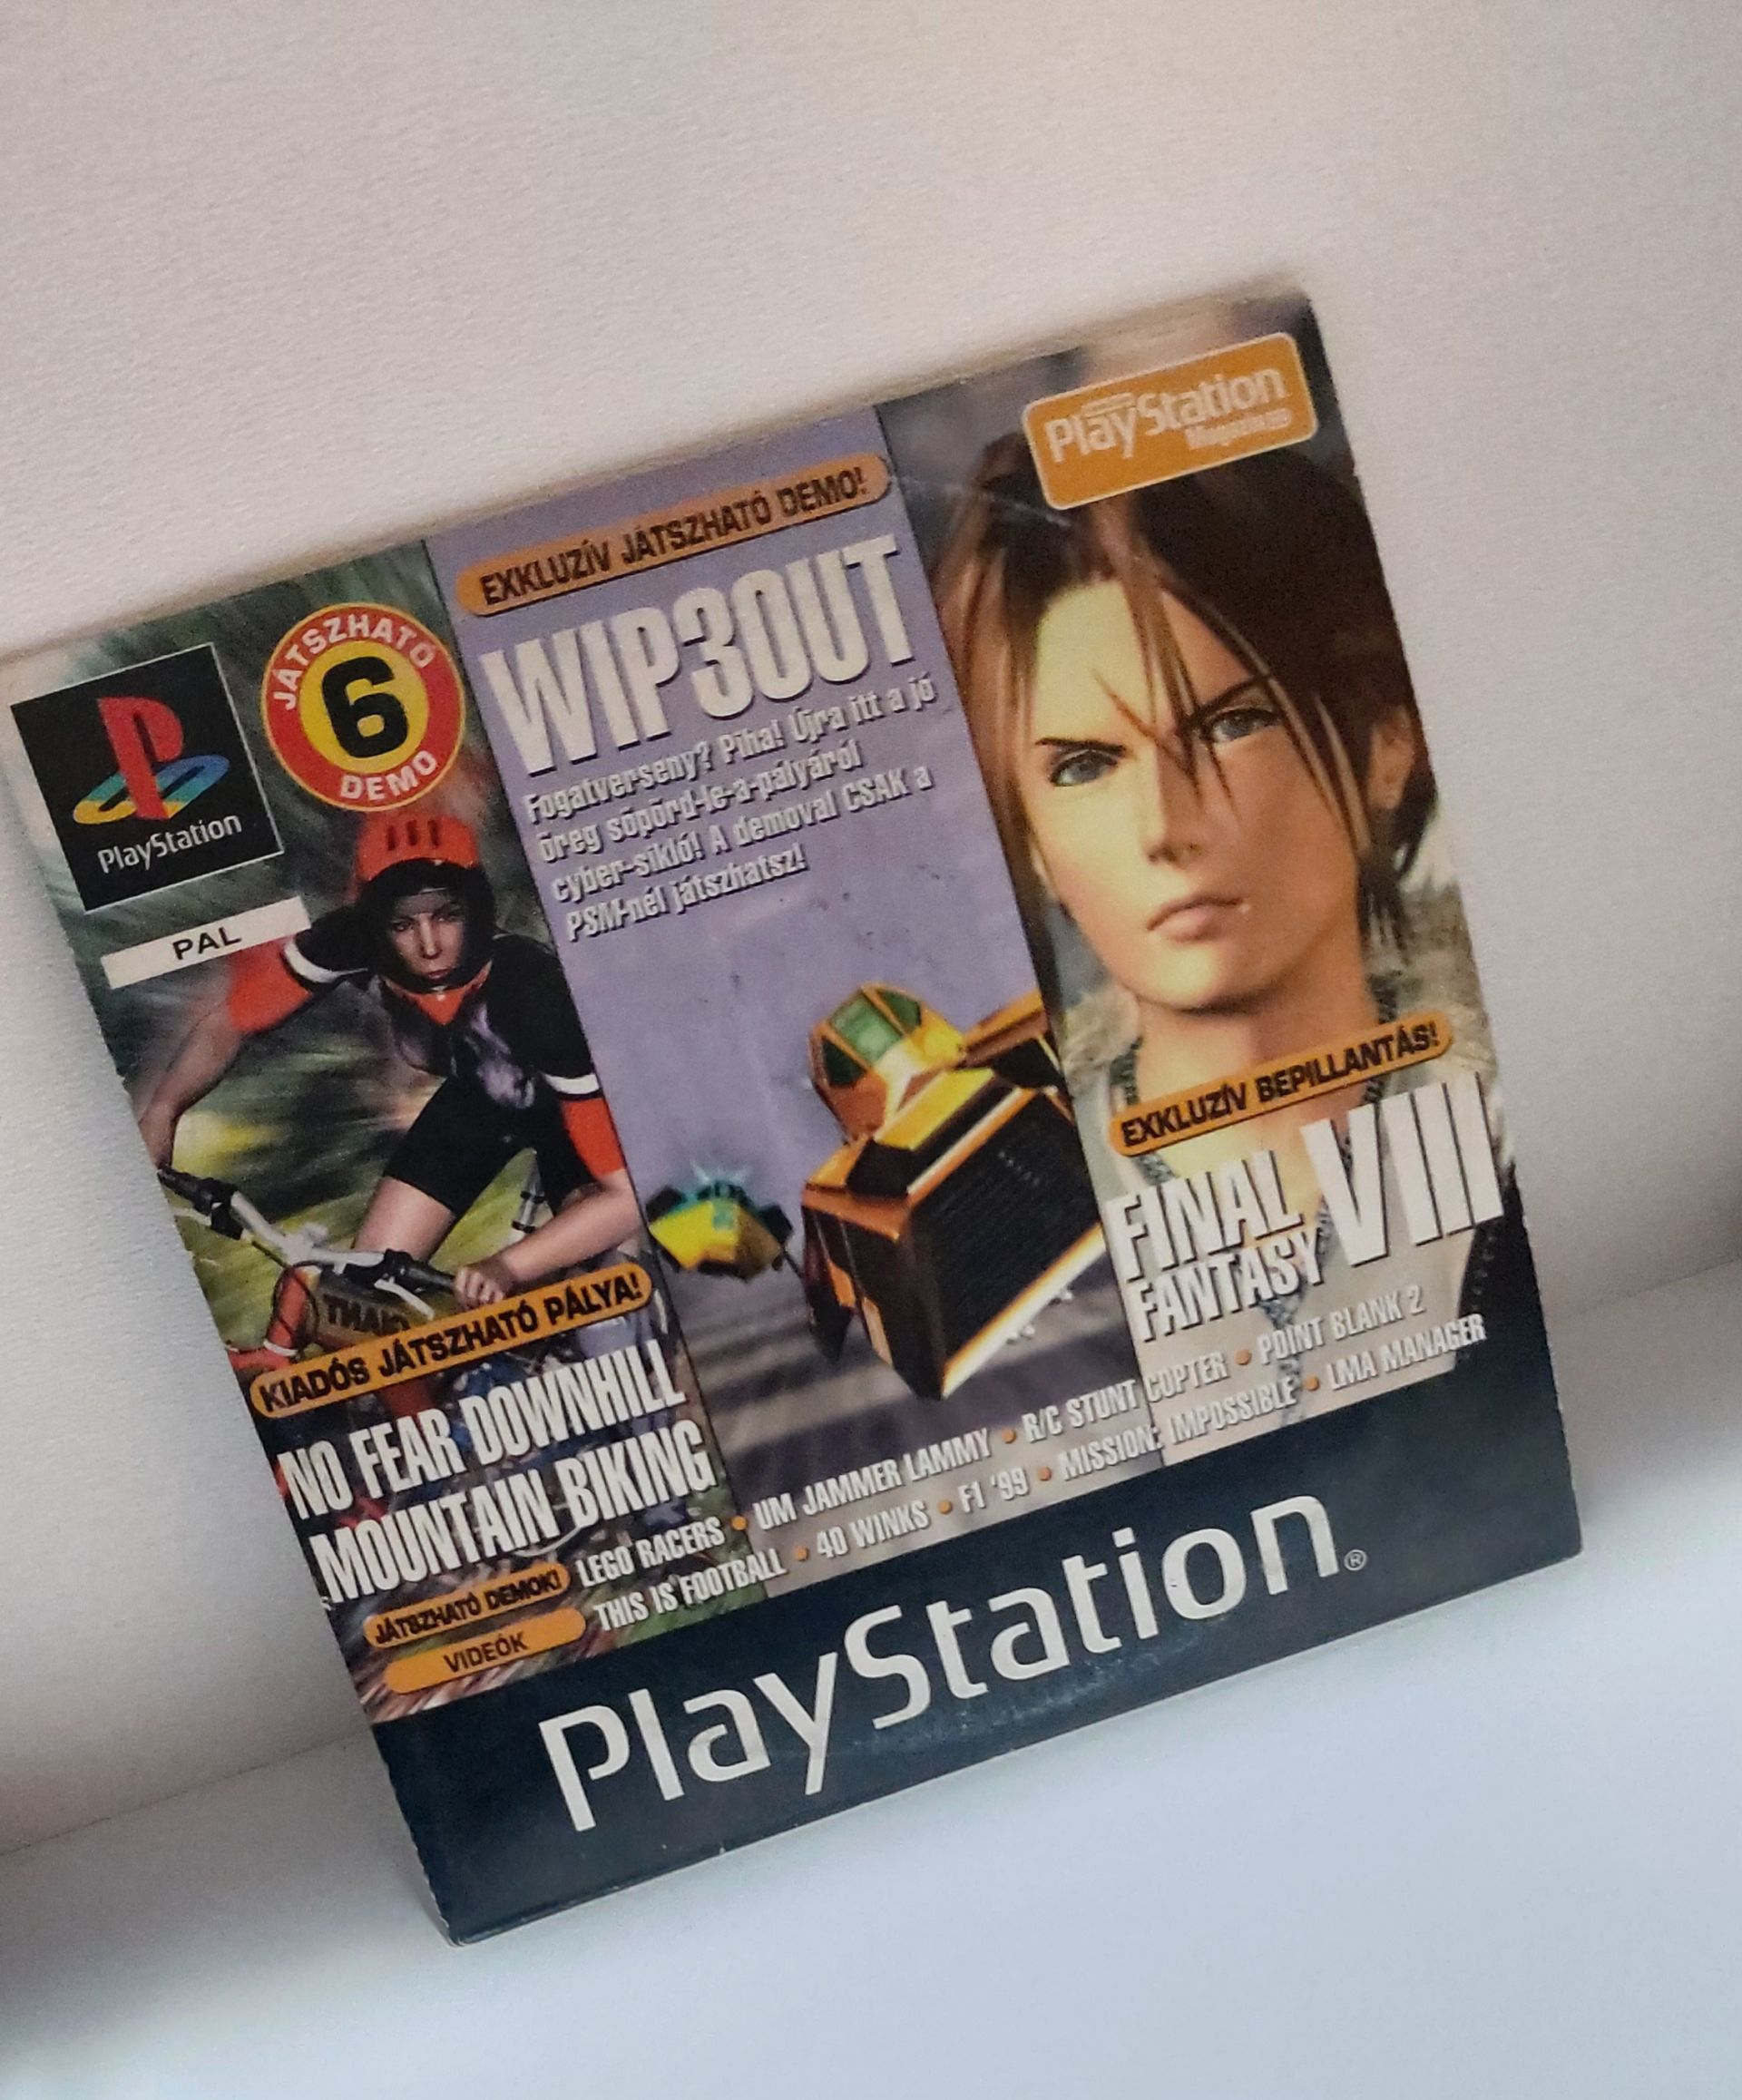 PlayStation
PAL
JÁTSZHATÓ
6
DEMO
EXKLUZÍV JÁTSZHATÓ DEMO!
WIP3OUT
Fogatverseny? Piha! Újra itt a jó
öreg söpörd-le-a-pályáról
cyber-sikló! A demoval CSAK a
PSM-nél játszhatsz!
PlayStation
Magazin
EXKLUZÍV BEPILLANTÁS!
FINAL
FANTASY VIII
KIADÓS JÁTSZHATÓ PÁLYA!
NO FEAR DOWNHILL
MOUNTAIN BIKING
JÁTSZHATÓ DEMOK! LEGO RACERS • UM JAMMER LAMMY • R/C STUNT COPTER • POINT BLANK 2
VIDEÓK THIS IS FOOTBALL • 40 WINKS • F1 '99 • MISSION: IMPOSSIBLE • LMA MANAGER
PlayStation®